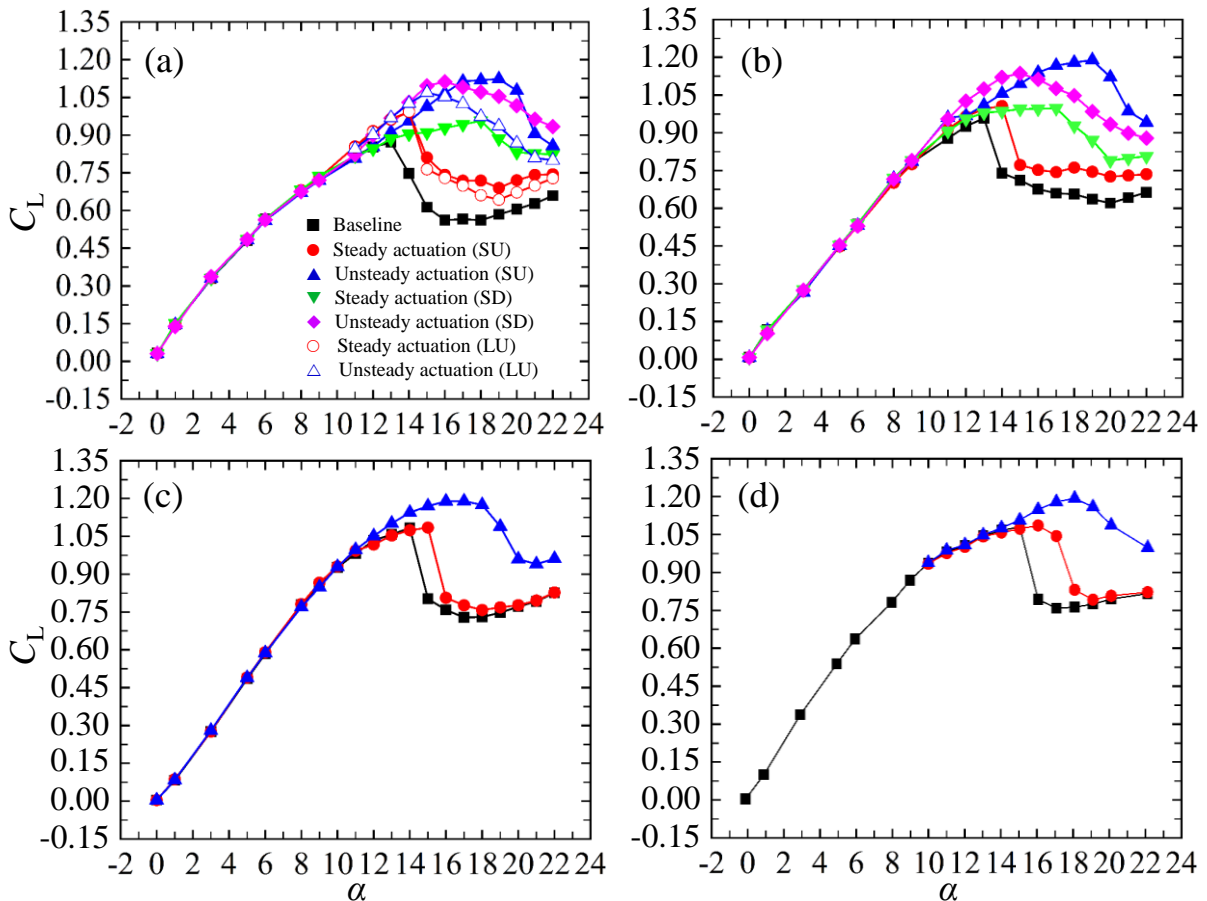 (a)
C_L
1.35
1.20
1.05
0.90
0.75
0.60
0.45
0.30
0.15
0.00
-0.15
-2 0 2 4 6 8 10 12 14 16 18 20 22 24
Baseline
Steady actuation (SU)
Unsteady actuation (SU)
Steady actuation (SD)
Unsteady actuation (SD)
Steady actuation (LU)
Unsteady actuation (LU)
(b)
1.35
1.20
1.05
0.90
0.75
0.60
0.45
0.30
0.15
0.00
-0.15
-2 0 2 4 6 8 10 12 14 16 18 20 22 24
(c)
C_L
1.35
1.20
1.05
0.90
0.75
0.60
0.45
0.30
0.15
0.00
-0.15
-2 0 2 4 6 8 10 12 14 16 18 20 22 24
α
(d)
1.35
1.20
1.05
0.90
0.75
0.60
0.45
0.30
0.15
0.00
-0.15
-2 0 2 4 6 8 10 12 14 16 18 20 22 24
α